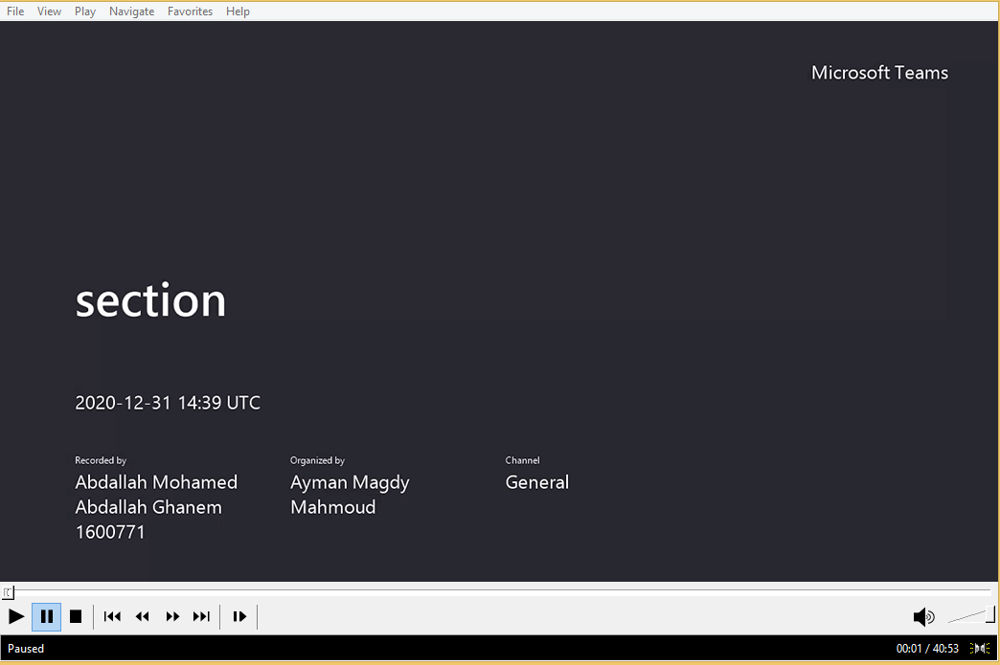 File View Play Navigate Favorites Help
Microsoft Teams
section
2020-12-31 14:39 UTC
Recorded by
Abdallah Mohamed
Abdallah Ghanem
1600771
Organized by
Ayman Magdy
Mahmoud
Channel
General
Paused
00:01 / 40:53